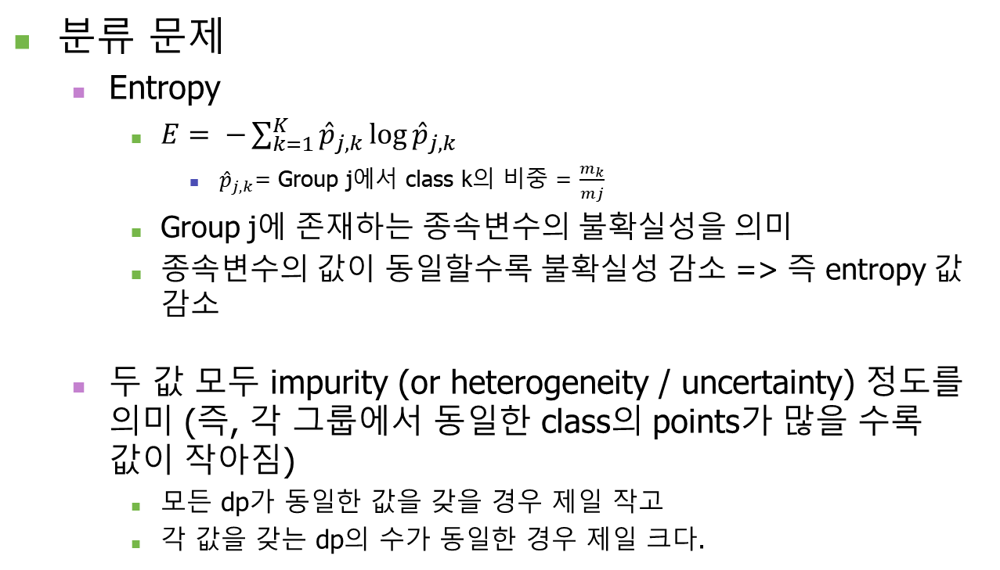 분류 문제
Entropy
E = −∑_{k=1}^{K} p̂_{j,k} log p̂_{j,k}
p̂_{j,k}= Group j에서 class k의 비중 = \frac{m_k}{mj}
Group j에 존재하는 종속변수의 불확실성을 의미
종속변수의 값이 동일할수록 불확실성 감소 => 즉 entropy 값
감소
두 값 모두 impurity (or heterogeneity / uncertainty) 정도를
의미 (즉, 각 그룹에서 동일한 class의 points가 많을 수록
값이 작아짐)
모든 dp가 동일한 값을 갖을 경우 제일 작고
각 값을 갖는 dp의 수가 동일한 경우 제일 크다.